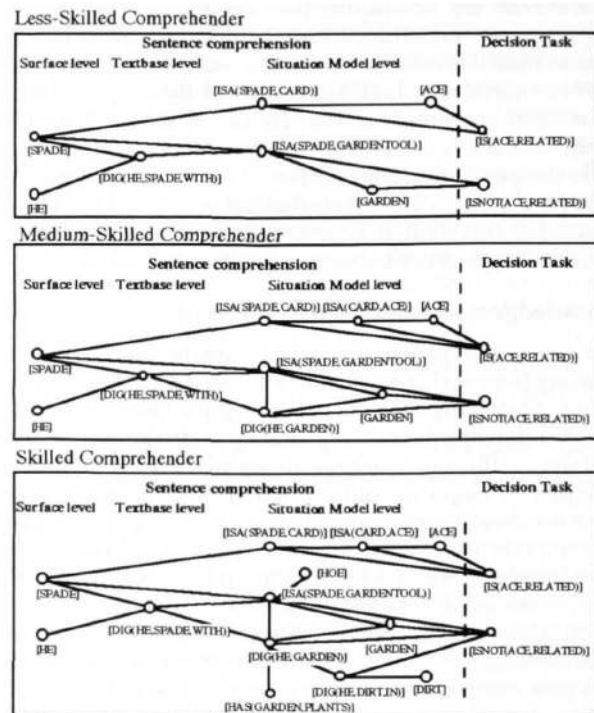 Less-Skilled Comprehender
Sentence comprehension Decision Task
Surface level Textbase level Situation Model level
[ISA(SPADE,CARD)] [ACE]
[SPADE] [IS(ACE,RELATED)]
[ISA(SPADE,GARDENTOOL)]
[DIG(HE,SPADE,WITH)]
[HE] [GARDEN] [ISNOT(ACE,RELATED)]
Medium-Skilled Comprehender
Sentence comprehension Decision Task
Surface level Textbase level Situation Model level
[ISA(SPADE,CARD)] [ISA(CARD,ACE)] [ACE]
[SPADE] [ISA(SPADE,GARDENTOOL)] [IS(ACE,RELATED)]
[DIG(HE,SPADE,WITH)]
[HE] [DIG(HE,GARDEN)] [GARDEN] [ISNOT(ACE,RELATED)]
Skilled Comprehender
Sentence comprehension Decision Task
Surface level Textbase level Situation Model level
[ISA(SPADE,CARD)] [ISA(CARD,ACE)] [ACE]
[HOE]
[SPADE] [ISA(SPADE,GARDENTOOL)] [IS(ACE,RELATED)]
[HE] [DIG(HE,SPADE,WITH)]
[DIG(HE,GARDEN)] [GARDEN] [ISNOT(ACE,RELATED)]
[DIG(HE,DIRT,IN)] [DIRT]
[HAS(GARDEN,PLANTS)]